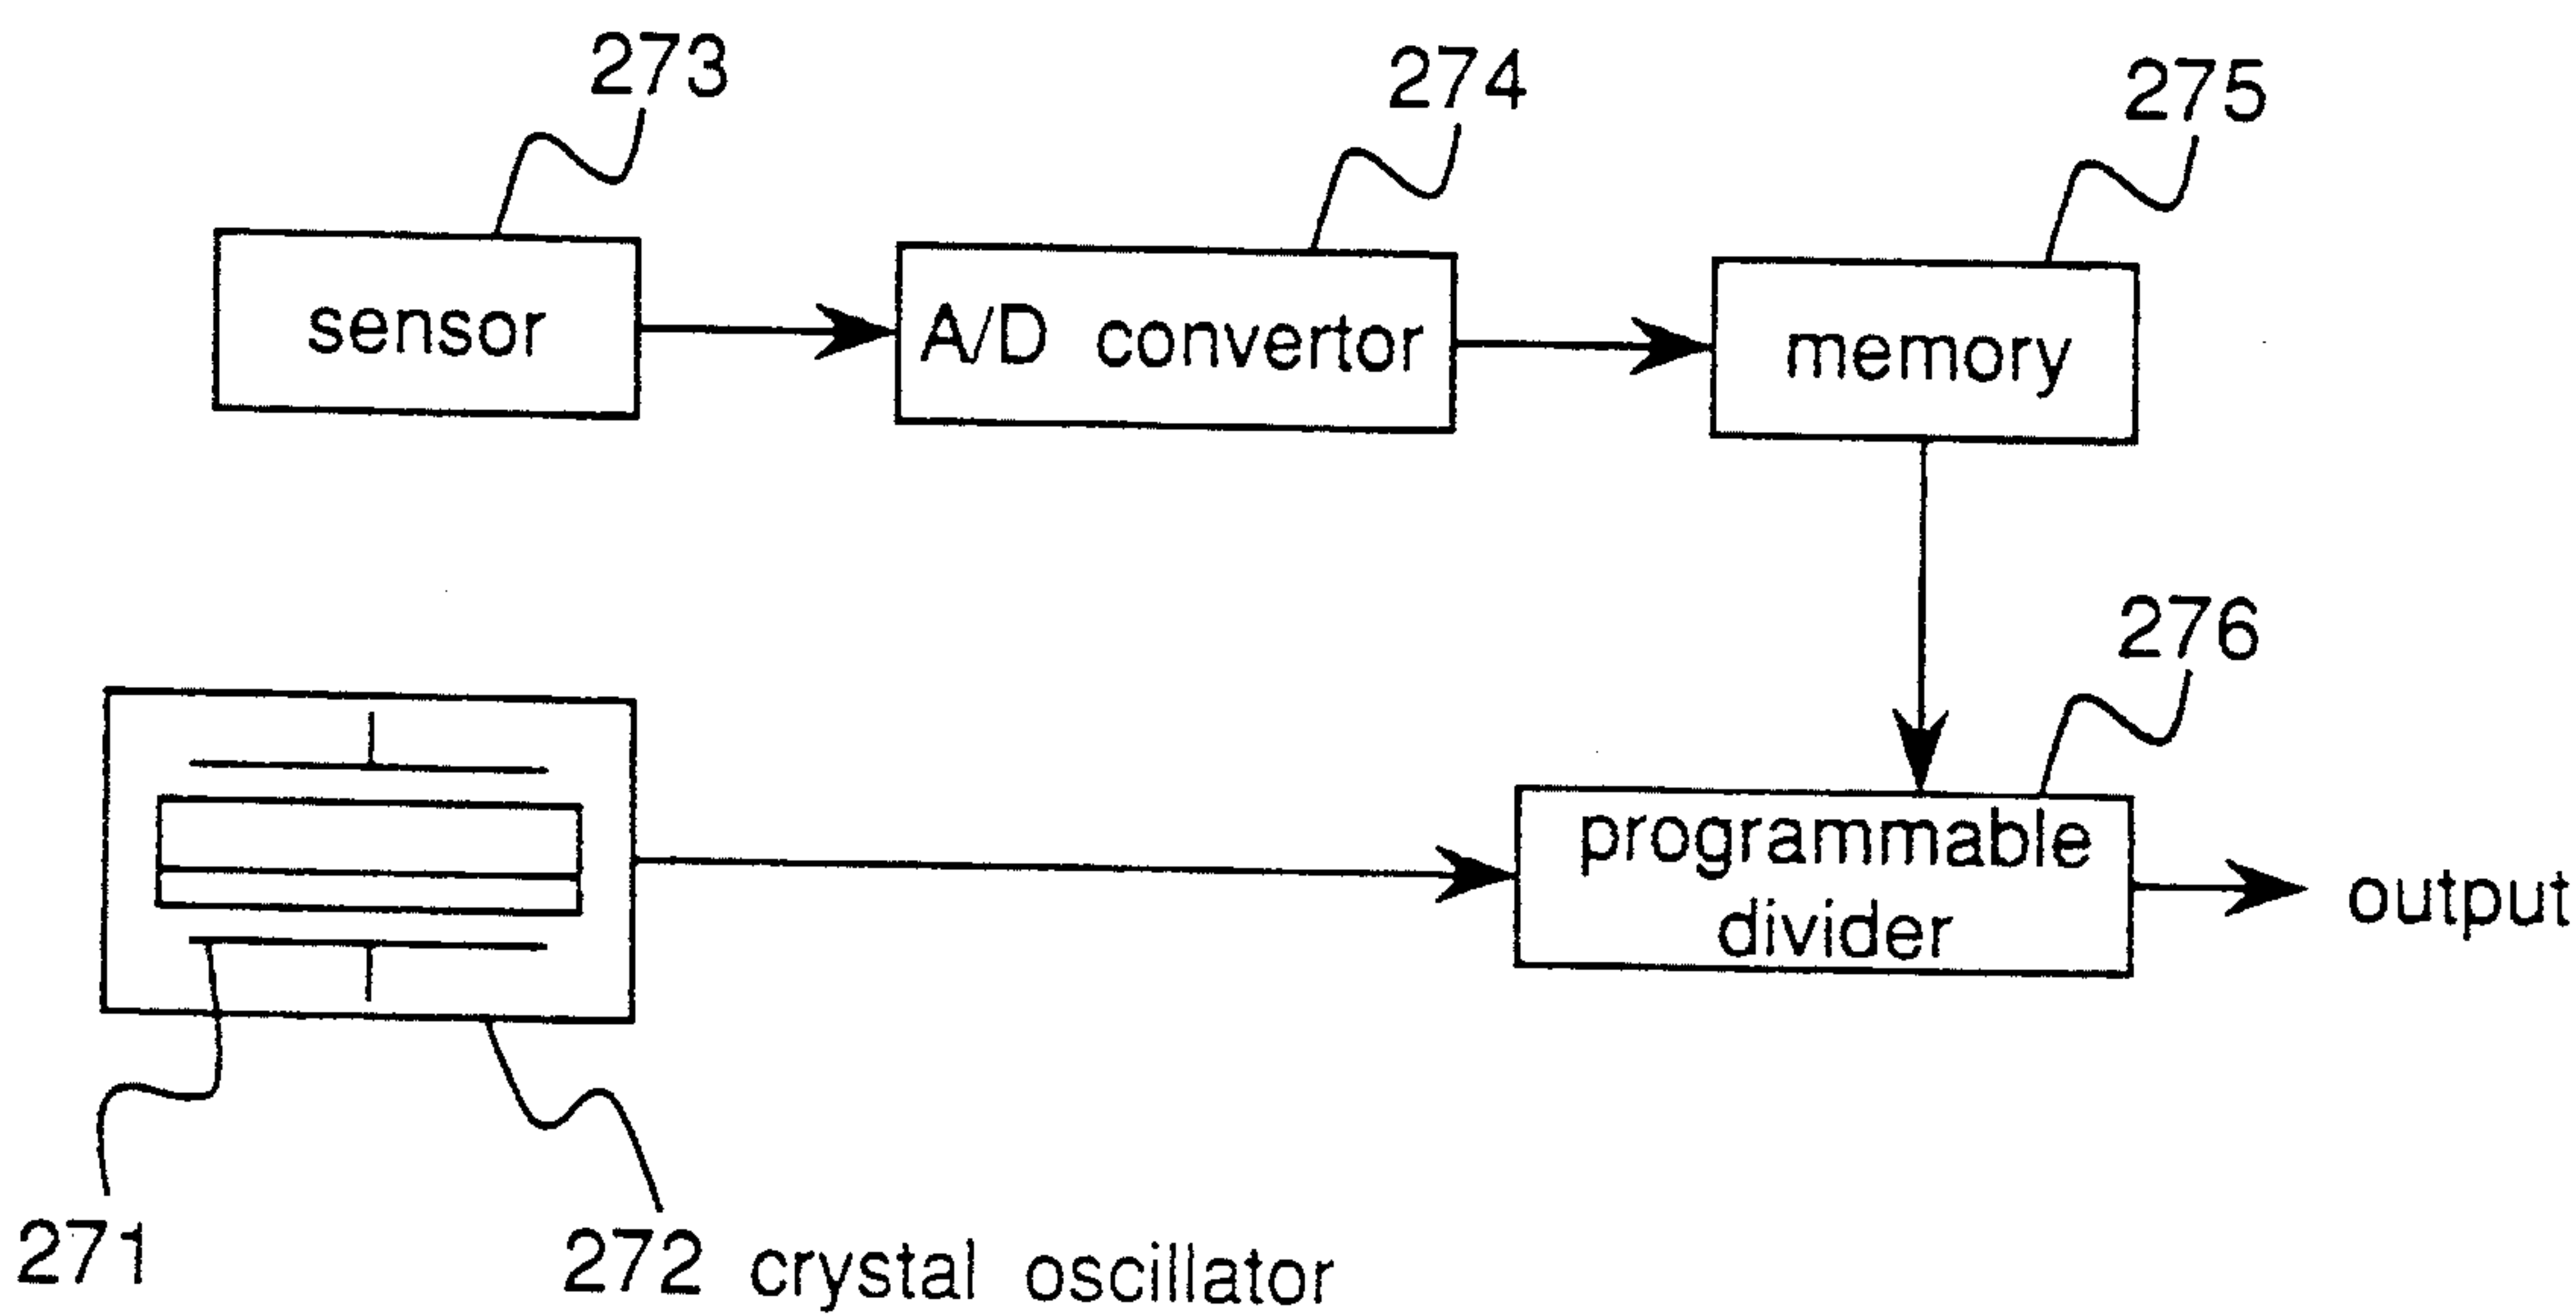 273
274
275
sensor
A/D convertor
memory
276
programmable
divider
output
271
272 crystal oscillator